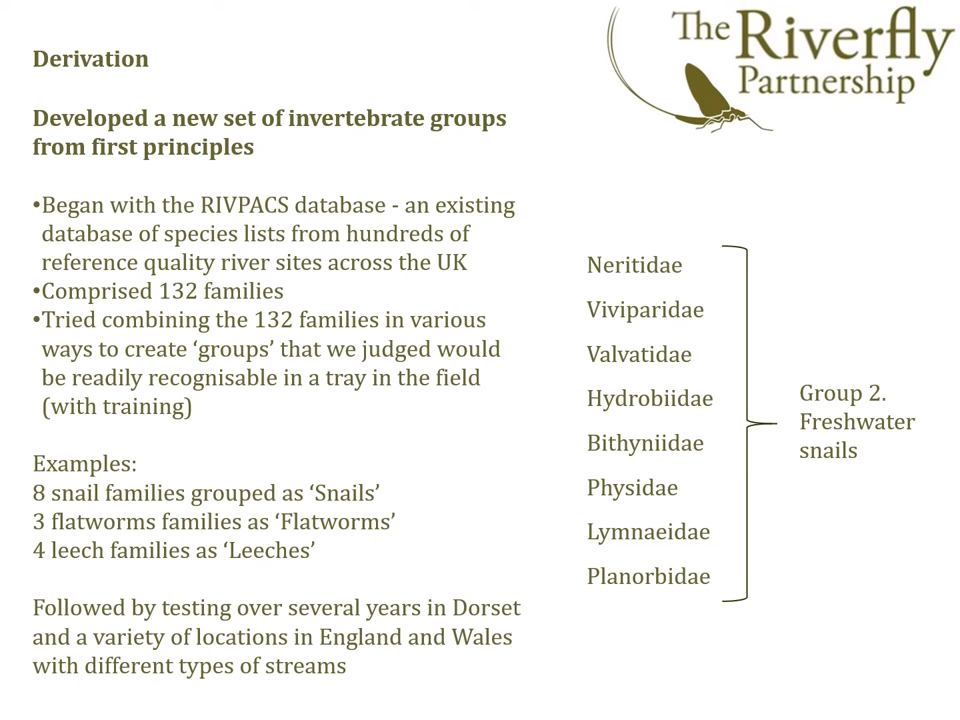 The Riverfly
Partnership
Derivation
Developed a new set of invertebrate groups
from first principles
•Began with the RIVPACS database - an existing
database of species lists from hundreds of
reference quality river sites across the UK
•Comprised 132 families
•Tried combining the 132 families in various
ways to create ‘groups’ that we judged would
be readily recognisable in a tray in the field
(with training)
Examples:
8 snail families grouped as ‘Snails’
3 flatworms families as ‘Flatworms’
4 leech families as ‘Leeches’
Followed by testing over several years in Dorset
and a variety of locations in England and Wales
with different types of streams
Neritidae
Viviparidae
Valvatidae
Hydrobiidae
Bithyniidae
Physidae
Lymnaeidae
Planorbidae
Group 2.
Freshwater
snails